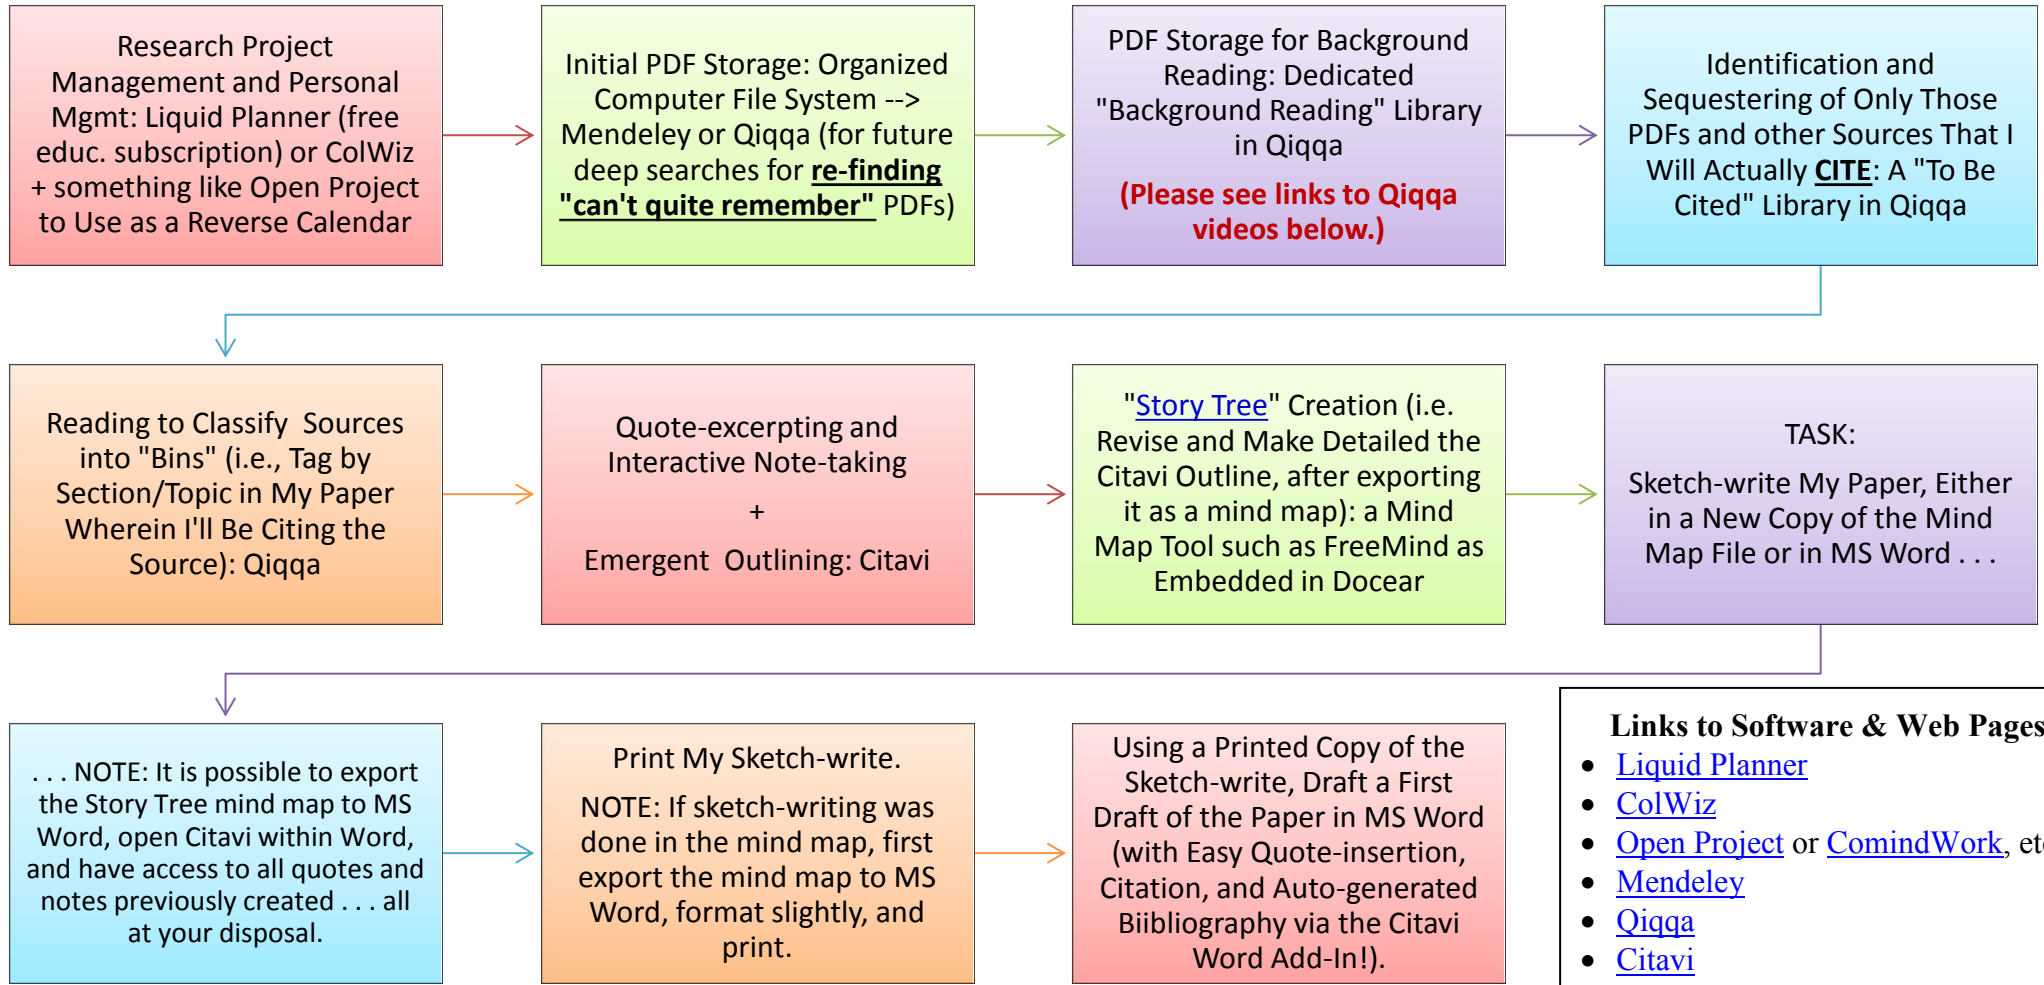 Research Project
Management and Personal
Mgmt: Liquid Planner (free
educ. subscription) or ColWiz
+ something like Open Project
to Use as a Reverse Calendar
Initial PDF Storage: Organized
Computer File System -->
Mendeley or Qiqqa (for future
deep searches for re-finding
"can't quite remember" PDFs)
PDF Storage for Background
Reading: Dedicated
"Background Reading" Library
in Qiqqa
(Please see links to Qiqqa
videos below.)
Identification and
Sequestering of Only Those
PDFs and other Sources That I
Will Actually CITE: A "To Be
Cited" Library in Qiqqa
Reading to Classify  Sources
into "Bins" (i.e., Tag by
Section/Topic in My Paper
Wherein I'll Be Citing the
Source): Qiqqa
Quote-excerpting and
Interactive Note-taking
+
Emergent  Outlining: Citavi
"Story Tree" Creation (i.e.
Revise and Make Detailed the
Citavi Outline, after exporting
it as a mind map): a Mind
Map Tool such as FreeMind as
Embedded in Docear
TASK:
Sketch-write My Paper, Either
in a New Copy of the Mind
Map File or in MS Word . . .
. . . NOTE: It is possible to export
the Story Tree mind map to MS
Word, open Citavi within Word,
and have access to all quotes and
notes previously created . . . all
at your disposal.
Print My Sketch-write.
NOTE: If sketch-writing was
done in the mind map, first
export the mind map to MS
Word, format slightly, and
print.
Using a Printed Copy of the
Sketch-write, Draft a First
Draft of the Paper in MS Word
(with Easy Quote-insertion,
Citation, and Auto-generated
Biibliography via the Citavi
Word Add-In!).
Links to Software & Web Pages
• Liquid Planner
• ColWiz
• Open Project or ComindWork, etc
• Mendeley
• Qiqqa
• Citavi